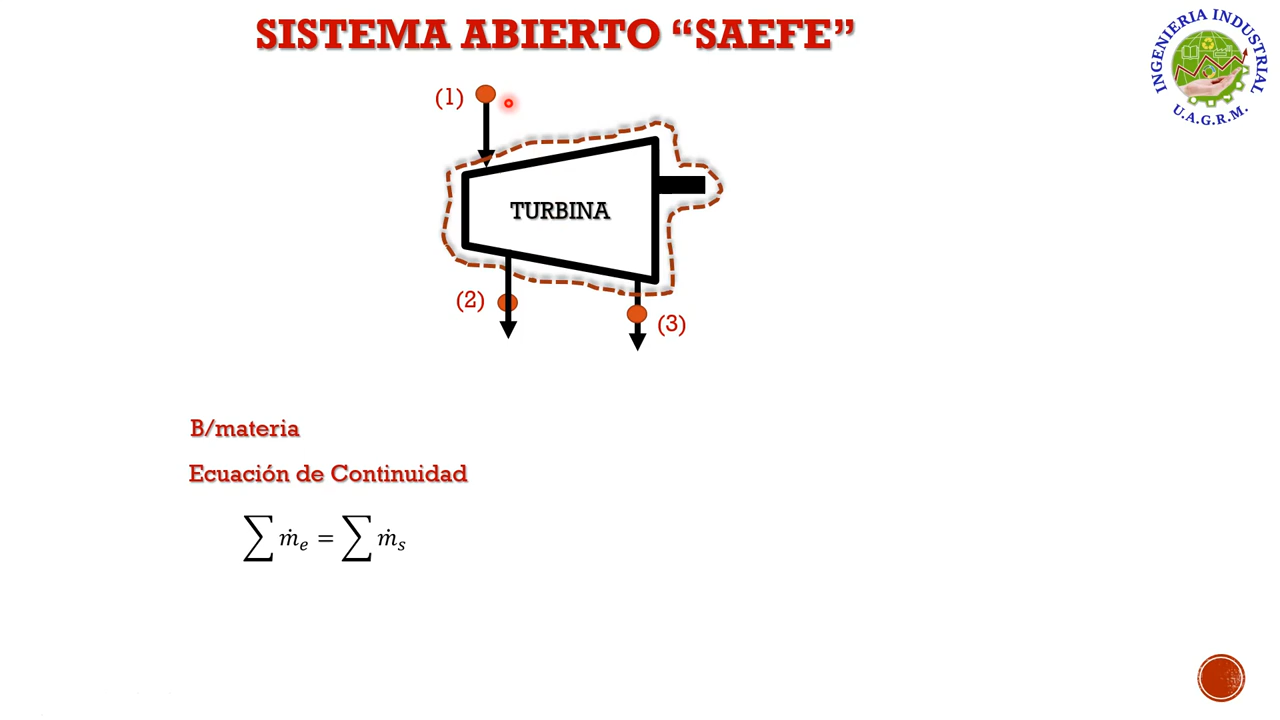 SISTEMA ABIERTO “SAEFE”
INGENIERIA INDUSTRIAL
U.A.G.R.M.
(1)
TURBINA
(2)
(3)
B/materia
Ecuación de Continuidad
∑ ṁₑ = ∑ ṁₛ